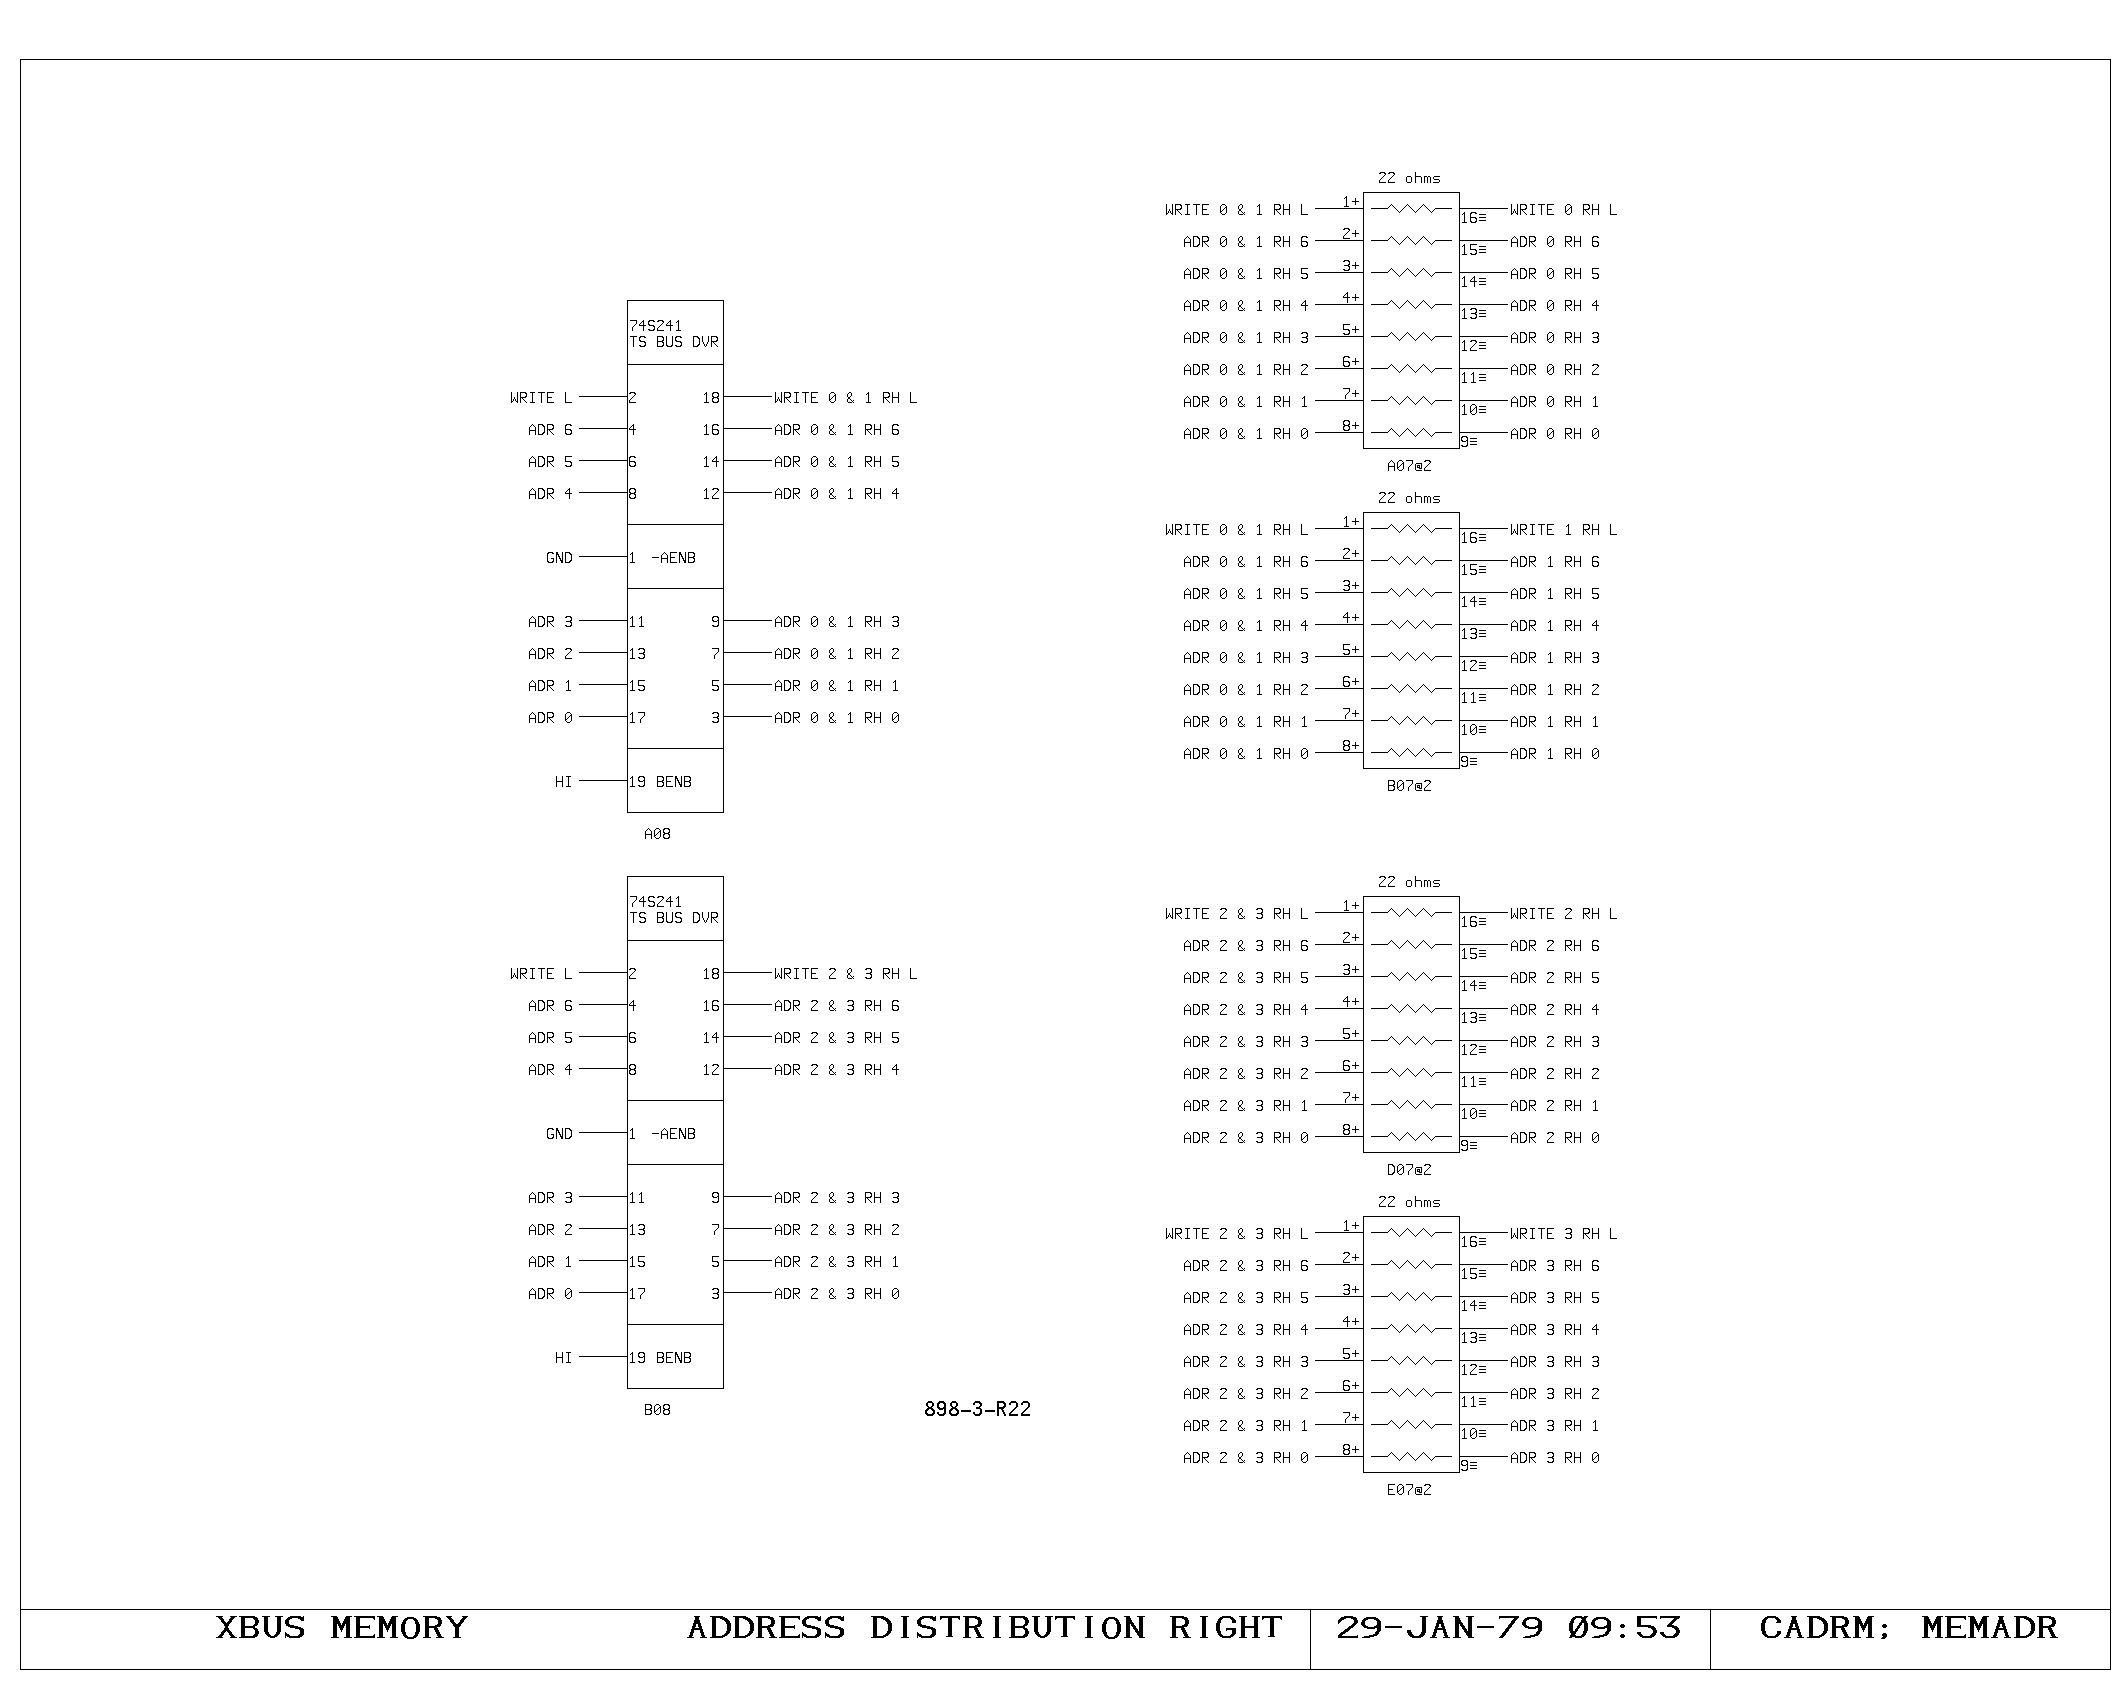 74S241
TS BUS DVR
WRITE L 2 18 WRITE 0 & 1 RH L
ADR 6 4 16 ADR 0 & 1 RH 6
ADR 5 6 14 ADR 0 & 1 RH 5
ADR 4 8 12 ADR 0 & 1 RH 4
GND 1 -AENB
ADR 3 11 9 ADR 0 & 1 RH 3
ADR 2 13 7 ADR 0 & 1 RH 2
ADR 1 15 5 ADR 0 & 1 RH 1
ADR 0 17 3 ADR 0 & 1 RH 0
HI 19 BENB
A08
74S241
TS BUS DVR
WRITE L 2 18 WRITE 2 & 3 RH L
ADR 6 4 16 ADR 2 & 3 RH 6
ADR 5 6 14 ADR 2 & 3 RH 5
ADR 4 8 12 ADR 2 & 3 RH 4
GND 1 -AENB
ADR 3 11 9 ADR 2 & 3 RH 3
ADR 2 13 7 ADR 2 & 3 RH 2
ADR 1 15 5 ADR 2 & 3 RH 1
ADR 0 17 3 ADR 2 & 3 RH 0
HI 19 BENB
B08
898-3-R22
22 ohms
WRITE 0 & 1 RH L 1+ 16≡ WRITE 0 RH L
ADR 0 & 1 RH 6 2+ 15≡ ADR 0 RH 6
ADR 0 & 1 RH 5 3+ 14≡ ADR 0 RH 5
ADR 0 & 1 RH 4 4+ 13≡ ADR 0 RH 4
ADR 0 & 1 RH 3 5+ 12≡ ADR 0 RH 3
ADR 0 & 1 RH 2 6+ 11≡ ADR 0 RH 2
ADR 0 & 1 RH 1 7+ 10≡ ADR 0 RH 1
ADR 0 & 1 RH 0 8+ 9≡ ADR 0 RH 0
A07@2
22 ohms
WRITE 0 & 1 RH L 1+ 16≡ WRITE 1 RH L
ADR 0 & 1 RH 6 2+ 15≡ ADR 1 RH 6
ADR 0 & 1 RH 5 3+ 14≡ ADR 1 RH 5
ADR 0 & 1 RH 4 4+ 13≡ ADR 1 RH 4
ADR 0 & 1 RH 3 5+ 12≡ ADR 1 RH 3
ADR 0 & 1 RH 2 6+ 11≡ ADR 1 RH 2
ADR 0 & 1 RH 1 7+ 10≡ ADR 1 RH 1
ADR 0 & 1 RH 0 8+ 9≡ ADR 1 RH 0
B07@2
22 ohms
WRITE 2 & 3 RH L 1+ 16≡ WRITE 2 RH L
ADR 2 & 3 RH 6 2+ 15≡ ADR 2 RH 6
ADR 2 & 3 RH 5 3+ 14≡ ADR 2 RH 5
ADR 2 & 3 RH 4 4+ 13≡ ADR 2 RH 4
ADR 2 & 3 RH 3 5+ 12≡ ADR 2 RH 3
ADR 2 & 3 RH 2 6+ 11≡ ADR 2 RH 2
ADR 2 & 3 RH 1 7+ 10≡ ADR 2 RH 1
ADR 2 & 3 RH 0 8+ 9≡ ADR 2 RH 0
D07@2
22 ohms
WRITE 2 & 3 RH L 1+ 16≡ WRITE 3 RH L
ADR 2 & 3 RH 6 2+ 15≡ ADR 3 RH 6
ADR 2 & 3 RH 5 3+ 14≡ ADR 3 RH 5
ADR 2 & 3 RH 4 4+ 13≡ ADR 3 RH 4
ADR 2 & 3 RH 3 5+ 12≡ ADR 3 RH 3
ADR 2 & 3 RH 2 6+ 11≡ ADR 3 RH 2
ADR 2 & 3 RH 1 7+ 10≡ ADR 3 RH 1
ADR 2 & 3 RH 0 8+ 9≡ ADR 3 RH 0
E07@2
XBUS MEMORY ADDRESS DISTRIBUTION RIGHT 29-JAN-79 09:53 CADRM; MEMADR